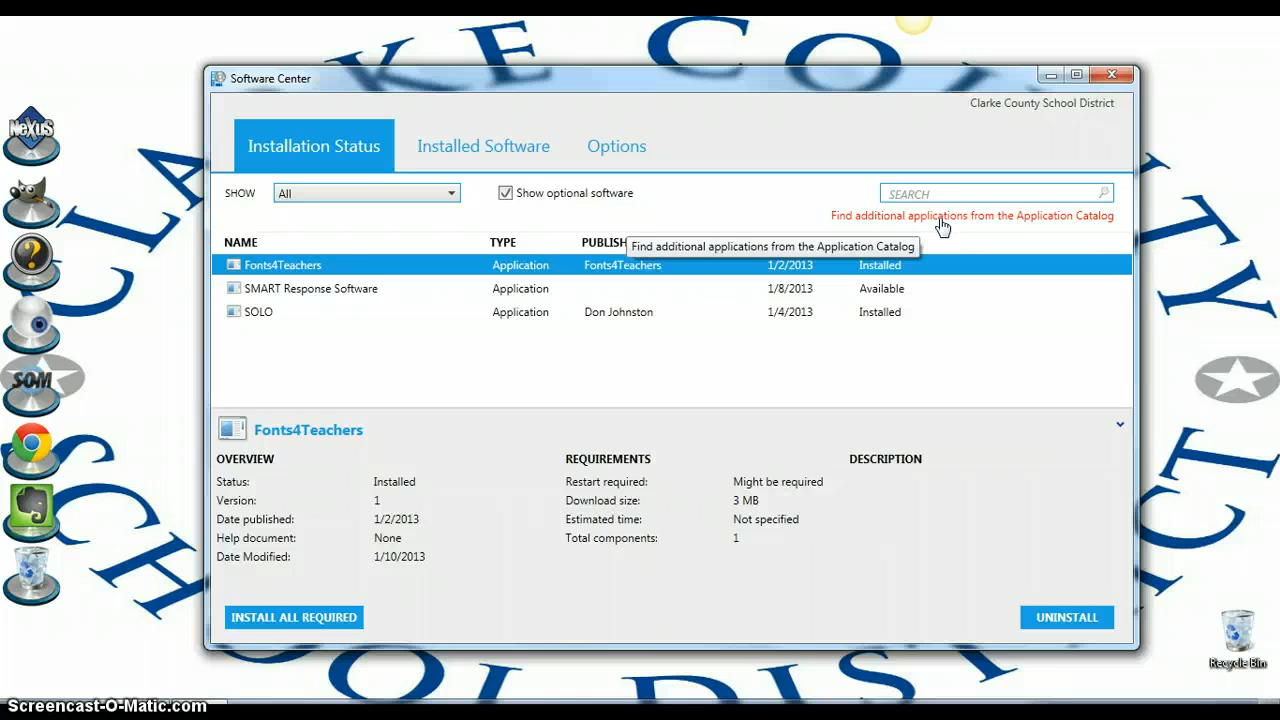 Software Center
Clarke County School District
Installation Status Installed Software Options
SHOW All Show optional software SEARCH
Find additional applications from the Application Catalog
NAME TYPE PUBLISH
Find additional applications from the Application Catalog
Fonts4Teachers Application Fonts4Teachers 1/2/2013 Installed
SMART Response Software Application 1/8/2013 Available
SOLO Application Don Johnston 1/4/2013 Installed
Fonts4Teachers
OVERVIEW REQUIREMENTS DESCRIPTION
Status: Installed Restart required: Might be required
Version: 1 Download size: 3 MB
Date published: 1/2/2013 Estimated time: Not specified
Help document: None Total components: 1
Date Modified: 1/10/2013
INSTALL ALL REQUIRED UNINSTALL
NeXuS
SOM
Recycle Bin
Screencast-O-Matic.com